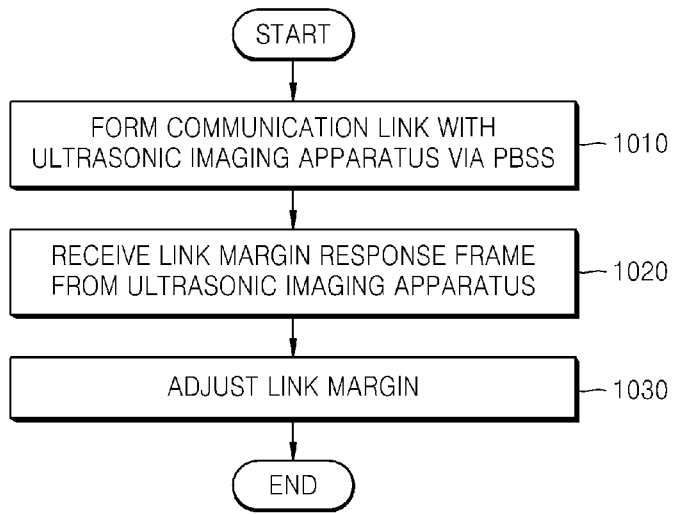 START
FORM COMMUNICATION LINK WITH
ULTRASONIC IMAGING APPARATUS VIA PBSS
1010
RECEIVE LINK MARGIN RESPONSE FRAME
FROM ULTRASONIC IMAGING APPARATUS
1020
ADJUST LINK MARGIN
1030
END